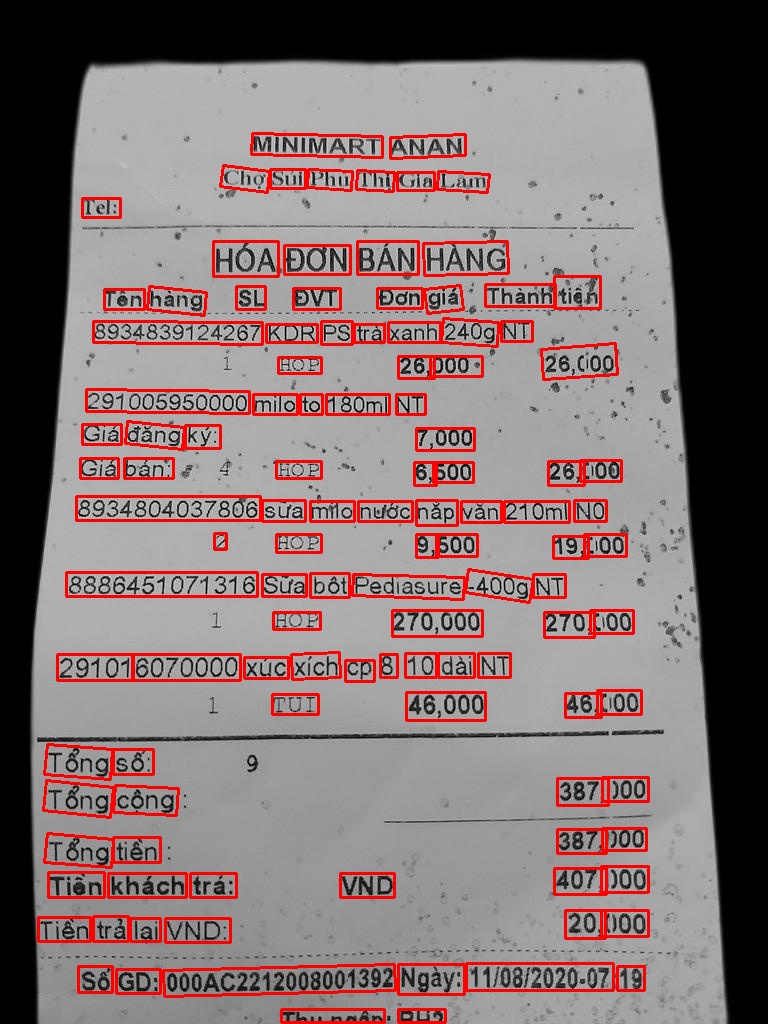 MINIMART ANAN
Chợ Sủi Phú Thị Gia Lâm
Tel:
HÓA ĐƠN BÁN HÀNG
Tên hàng SL ĐVT Đơn giá Thành tiền
8934839124267 KDR PS trà xanh 240g NT
1 HOP 26,000 26,000
291005950000 milo to 180ml NT
Giá đăng ký: 7,000
Giá bán: 4 HOP 6,500 26,000
8934804037806 sữa milo nước nắp văn 210ml N0
2 HOP 9,500 19,000
8886451071316 Sữa bột Pediasure -400g NT
1 HOP 270,000 270,000
291016070000 xúc xích cp 8 10 dài NT
1 TUI 46,000 46,000
Tổng số: 9
Tổng cộng : 387,000
Tổng tiền : 387,000
Tiền khách trả: VND 407,000
Tiền trả lại VND: 20,000
Số GD: 000AC2212008001392 Ngày: 11/08/2020-07:19
Thu ngân: BH2